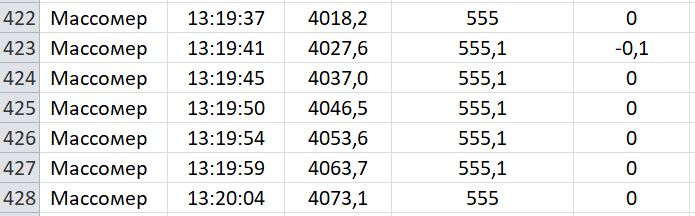 422 Массомер 13:19:37 4018,2 555 0
423 Массомер 13:19:41 4027,6 555,1 -0,1
424 Массомер 13:19:45 4037,0 555,1 0
425 Массомер 13:19:50 4046,5 555,1 0
426 Массомер 13:19:54 4053,6 555,1 0
427 Массомер 13:19:59 4063,7 555,1 0
428 Массомер 13:20:04 4073,1 555 0